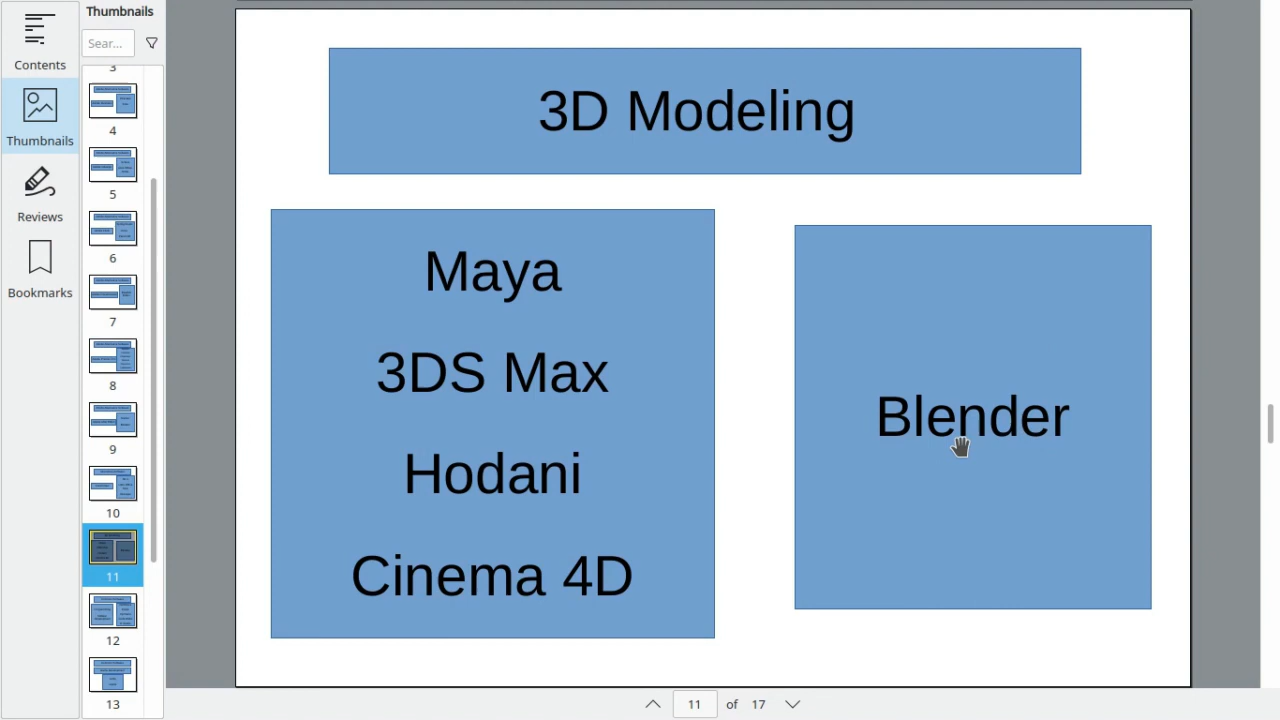 Thumbnails
Sear...
Contents
Thumbnails
Reviews
Bookmarks
3
4
5
6
7
8
9
10
11
12
13
3D Modeling
Maya
3DS Max
Hodani
Cinema 4D
Blender
11 of 17